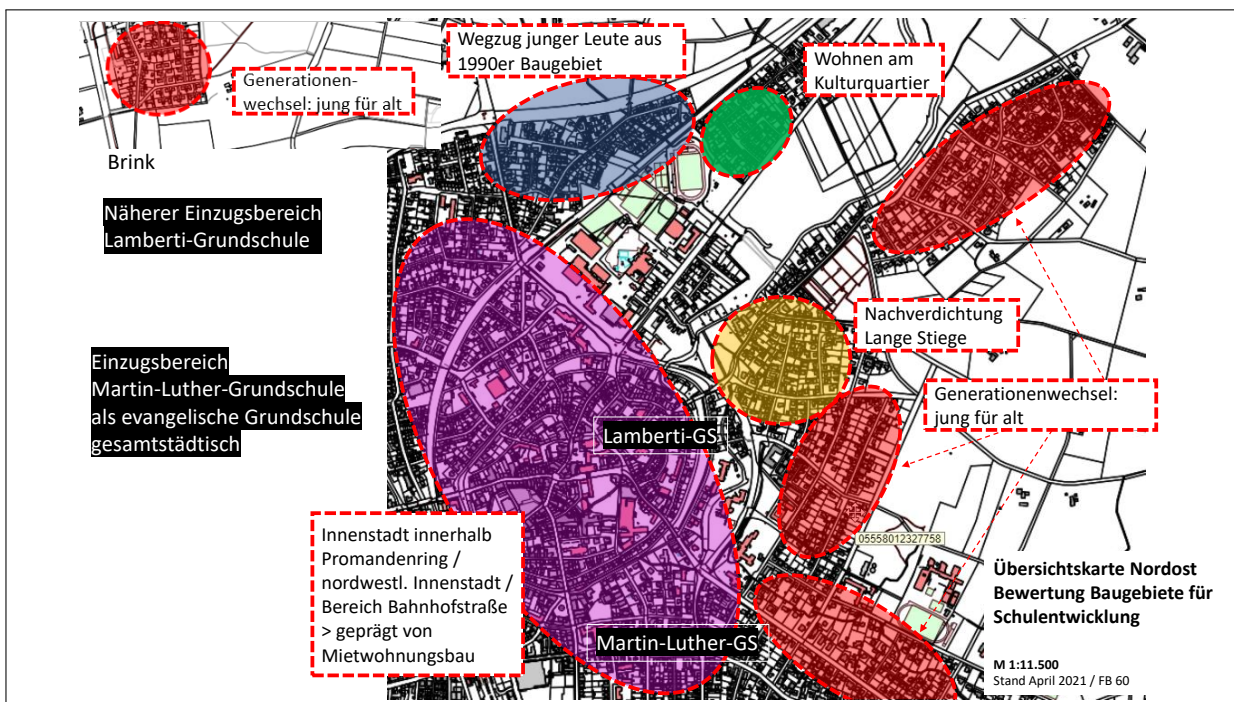 Wegzug junger Leute aus
1990er Baugebiet
Wohnen am
Kulturquartier
Generationen-
wechsel: jung für alt
Brink
Näherer Einzugsbereich
Lamberti-Grundschule
Nachverdichtung
Lange Stiege
Einzugsbereich
Martin-Luther-Grundschule
als evangelische Grundschule
gesamtstädtisch
Generationenwechsel:
jung für alt
Lamberti-GS
Innenstadt innerhalb
Promandenring /
nordwestl. Innenstadt /
Bereich Bahnhofstraße
> geprägt von
Mietwohnungsbau
05558012327758
Martin-Luther-GS
Übersichtskarte Nordost
Bewertung Baugebiete für
Schulentwicklung
M 1:11.500
Stand April 2021 / FB 60